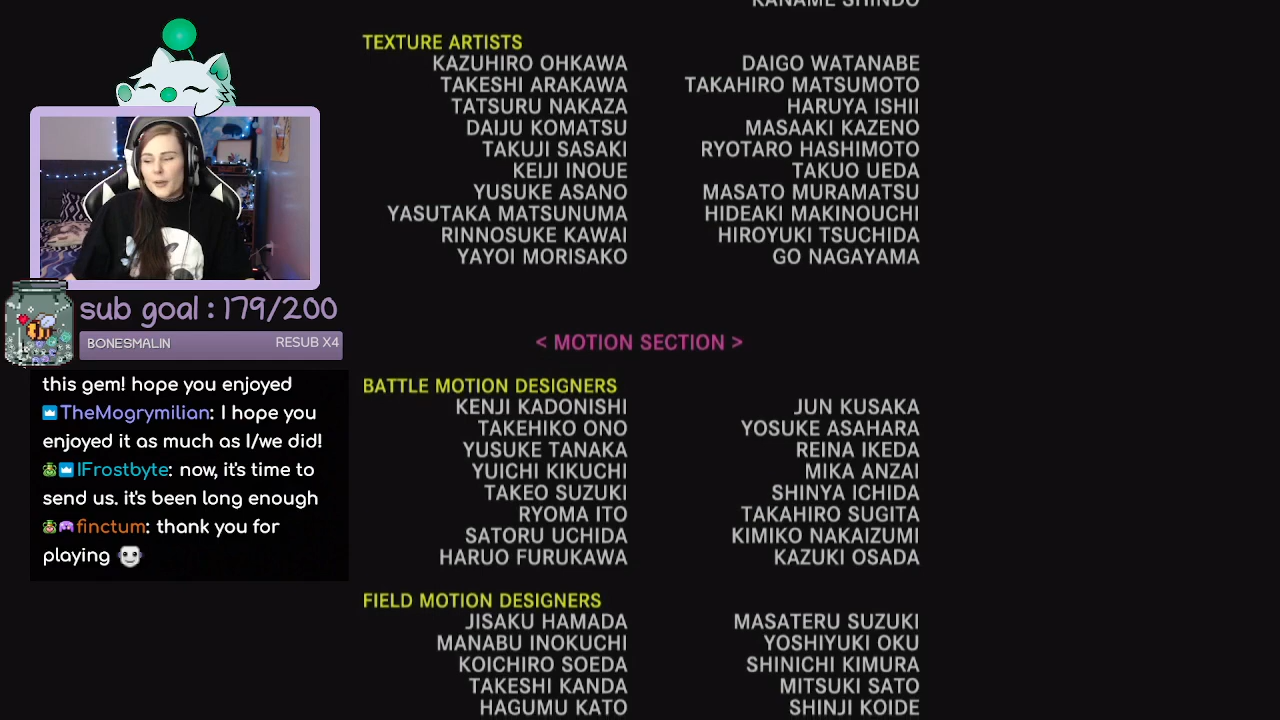 KANAME SHINDO
TEXTURE ARTISTS
KAZUHIRO OHKAWA DAIGO WATANABE
TAKESHI ARAKAWA TAKAHIRO MATSUMOTO
TATSURU NAKAZA HARUYA ISHII
DAIJU KOMATSU MASAAKI KAZENO
TAKUJI SASAKI RYOTARO HASHIMOTO
KEIJI INOUE TAKUO UEDA
YUSUKE ASANO MASATO MURAMATSU
YASUTAKA MATSUNUMA HIDEAKI MAKINOUCHI
RINNOSUKE KAWAI HIROYUKI TSUCHIDA
YAYOI MORISAKO GO NAGAYAMA
< MOTION SECTION >
BATTLE MOTION DESIGNERS
KENJI KADONISHI JUN KUSAKA
TAKEHIKO ONO YOSUKE ASAHARA
YUSUKE TANAKA REINA IKEDA
YUICHI KIKUCHI MIKA ANZAI
TAKEO SUZUKI SHINYA ICHIDA
RYOMA ITO TAKAHIRO SUGITA
SATORU UCHIDA KIMIKO NAKAIZUMI
HARUO FURUKAWA KAZUKI OSADA
FIELD MOTION DESIGNERS
JISAKU HAMADA MASATERU SUZUKI
MANABU INOKUCHI YOSHIYUKI OKU
KOICHIRO SOEDA SHINICHI KIMURA
TAKESHI KANDA MITSUKI SATO
HAGUMU KATO SHINJI KOIDE
sub goal : 179/200
BONESMALIN RESUB X4
this gem! hope you enjoyed
TheMogrymilian: I hope you
enjoyed it as much as I/we did!
IFrostbyte: now, it's time to
send us. it's been long enough
finctum: thank you for
playing